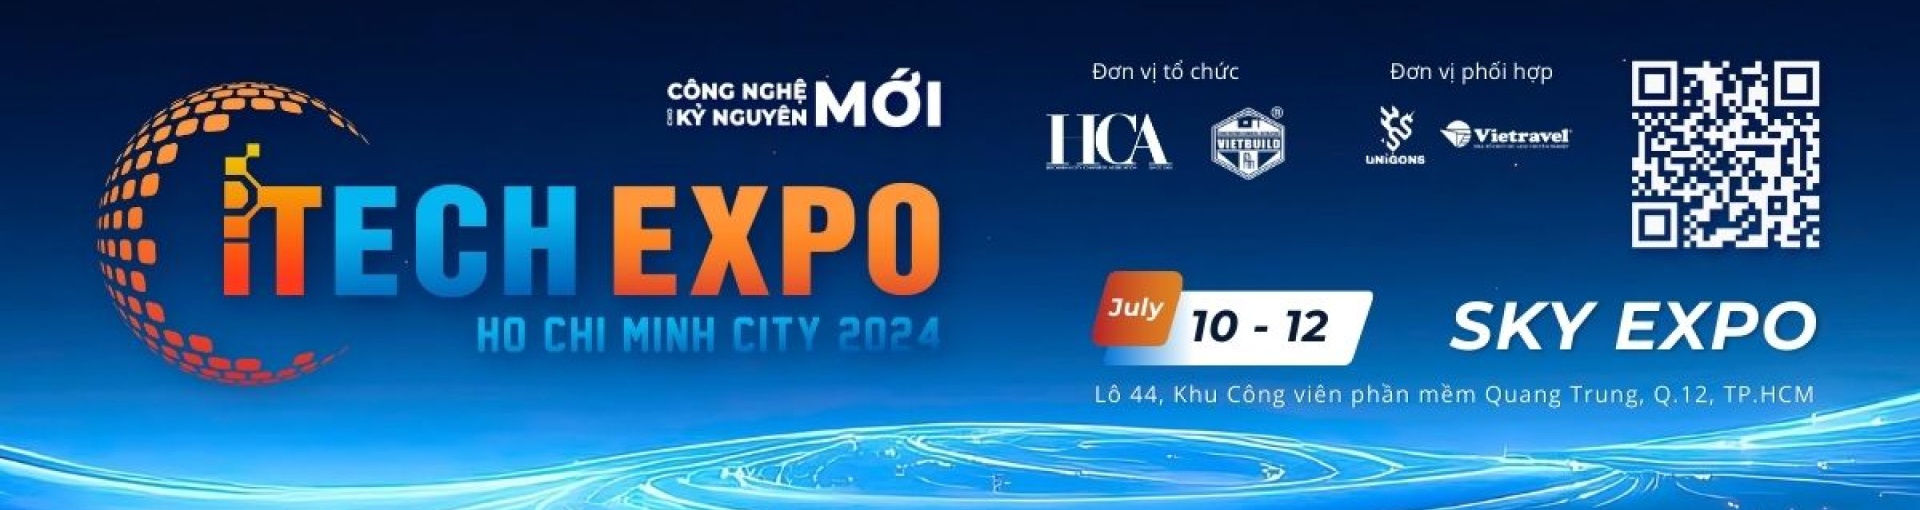 CÔNG NGHỆ
CHO KỶ NGUYÊN MỚI
iTECH EXPO
HO CHI MINH CITY 2024
Đơn vị tổ chức
HCA
VIETBUILD
®
Đơn vị phối hợp
UNIGONS
Vietravel
July
10 - 12
SKY EXPO
Lô 44, Khu Công viên phần mềm Quang Trung, Q.12, TP.HCM